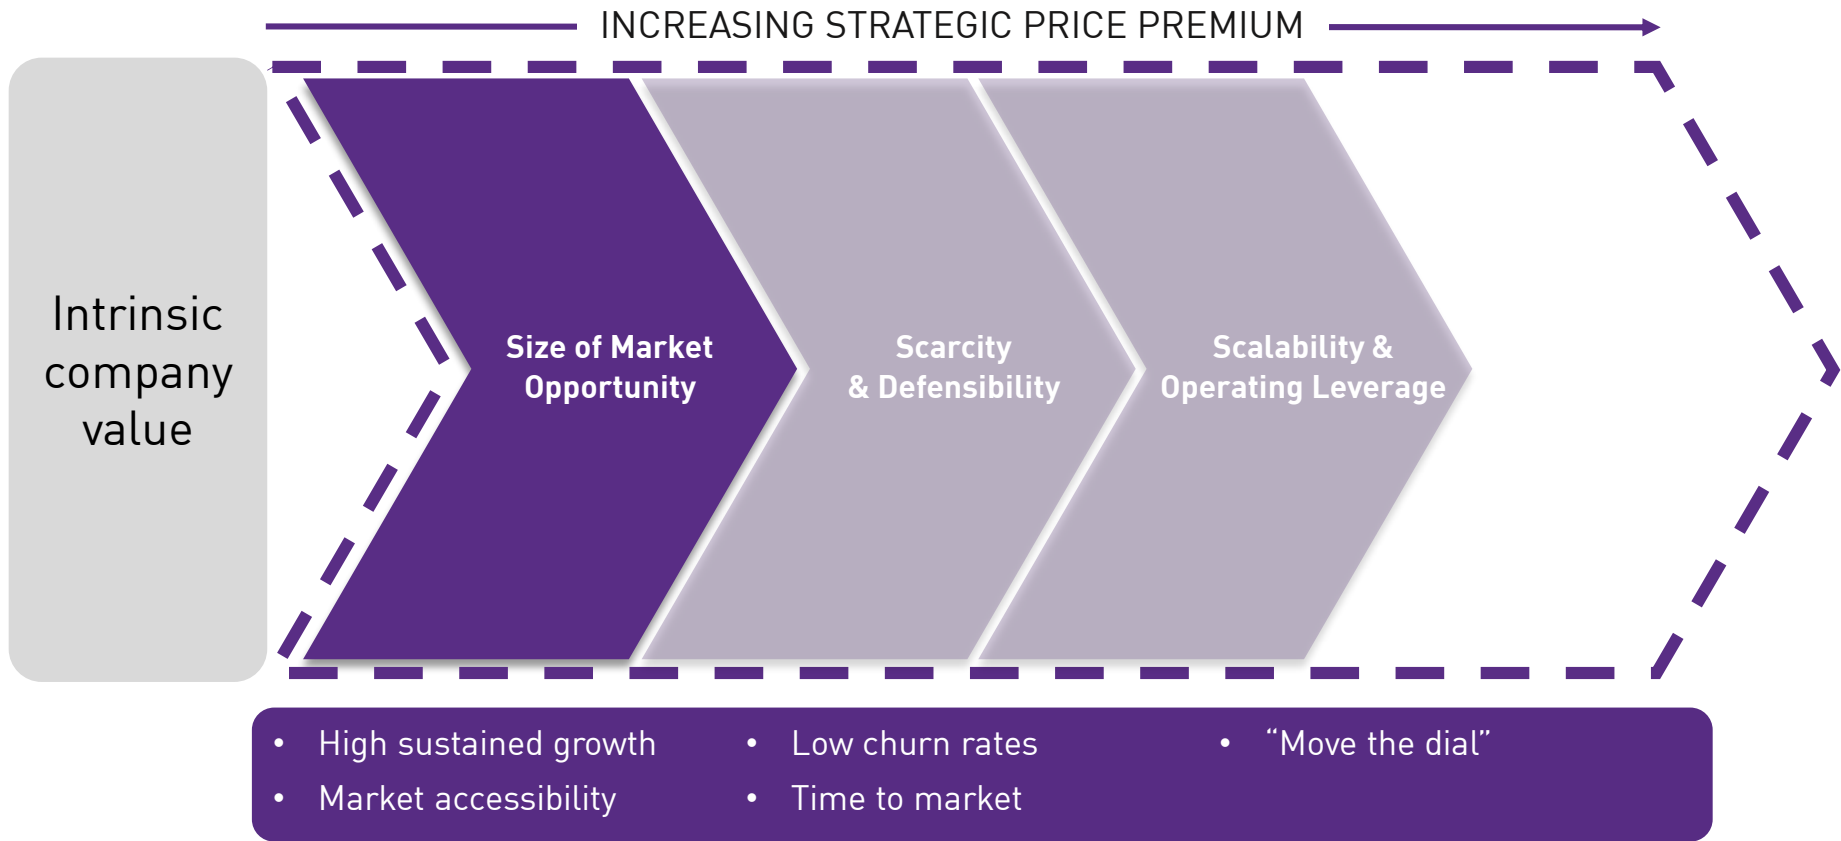 INCREASING STRATEGIC PRICE PREMIUM
Intrinsic
company
value
Size of Market
Opportunity
Scarcity
& Defensibility
Scalability &
Operating Leverage
• High sustained growth
• Market accessibility
• Low churn rates
• Time to market
• “Move the dial”